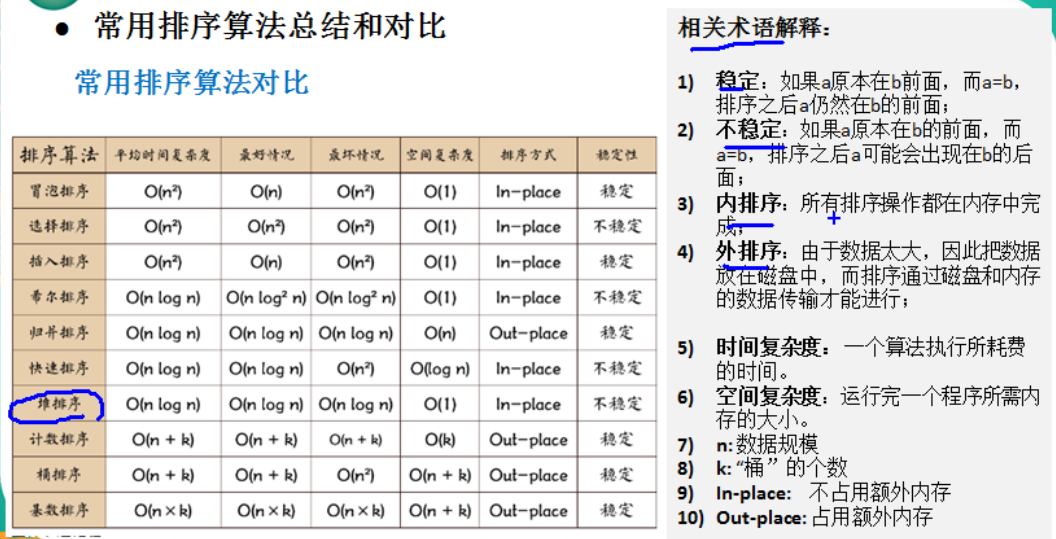 ● 常用排序算法总结和对比
常用排序算法对比
排序算法 平均时间复杂度 最好情况 最坏情况 空间复杂度 排序方式 稳定性
冒泡排序 O(n²) O(n) O(n²) O(1) In-place 稳定
选择排序 O(n²) O(n²) O(n²) O(1) In-place 不稳定
插入排序 O(n²) O(n) O(n²) O(1) In-place 稳定
希尔排序 O(n log n) O(n log² n) O(n log² n) O(1) In-place 不稳定
归并排序 O(n log n) O(n log n) O(n log n) O(n) Out-place 稳定
快速排序 O(n log n) O(n log n) O(n²) O(log n) In-place 不稳定
堆排序 O(n log n) O(n log n) O(n log n) O(1) In-place 不稳定
计数排序 O(n + k) O(n + k) O(n + k) O(k) Out-place 稳定
桶排序 O(n + k) O(n + k) O(n²) O(n + k) Out-place 稳定
基数排序 O(n×k) O(n×k) O(n×k) O(n + k) Out-place 稳定
相关术语解释：
1) 稳定：如果a原本在b前面，而a=b，
排序之后a仍然在b的前面；
2) 不稳定：如果a原本在b的前面，而
a=b，排序之后a可能会出现在b的后
面；
3) 内排序：所有排序操作都在内存中完
成；
4) 外排序：由于数据太大，因此把数据
放在磁盘中，而排序通过磁盘和内存
的数据传输才能进行；
5) 时间复杂度：一个算法执行所耗费
的时间。
6) 空间复杂度：运行完一个程序所需内
存的大小。
7) n: 数据规模
8) k: “桶”的个数
9) In-place: 不占用额外内存
10) Out-place: 占用额外内存